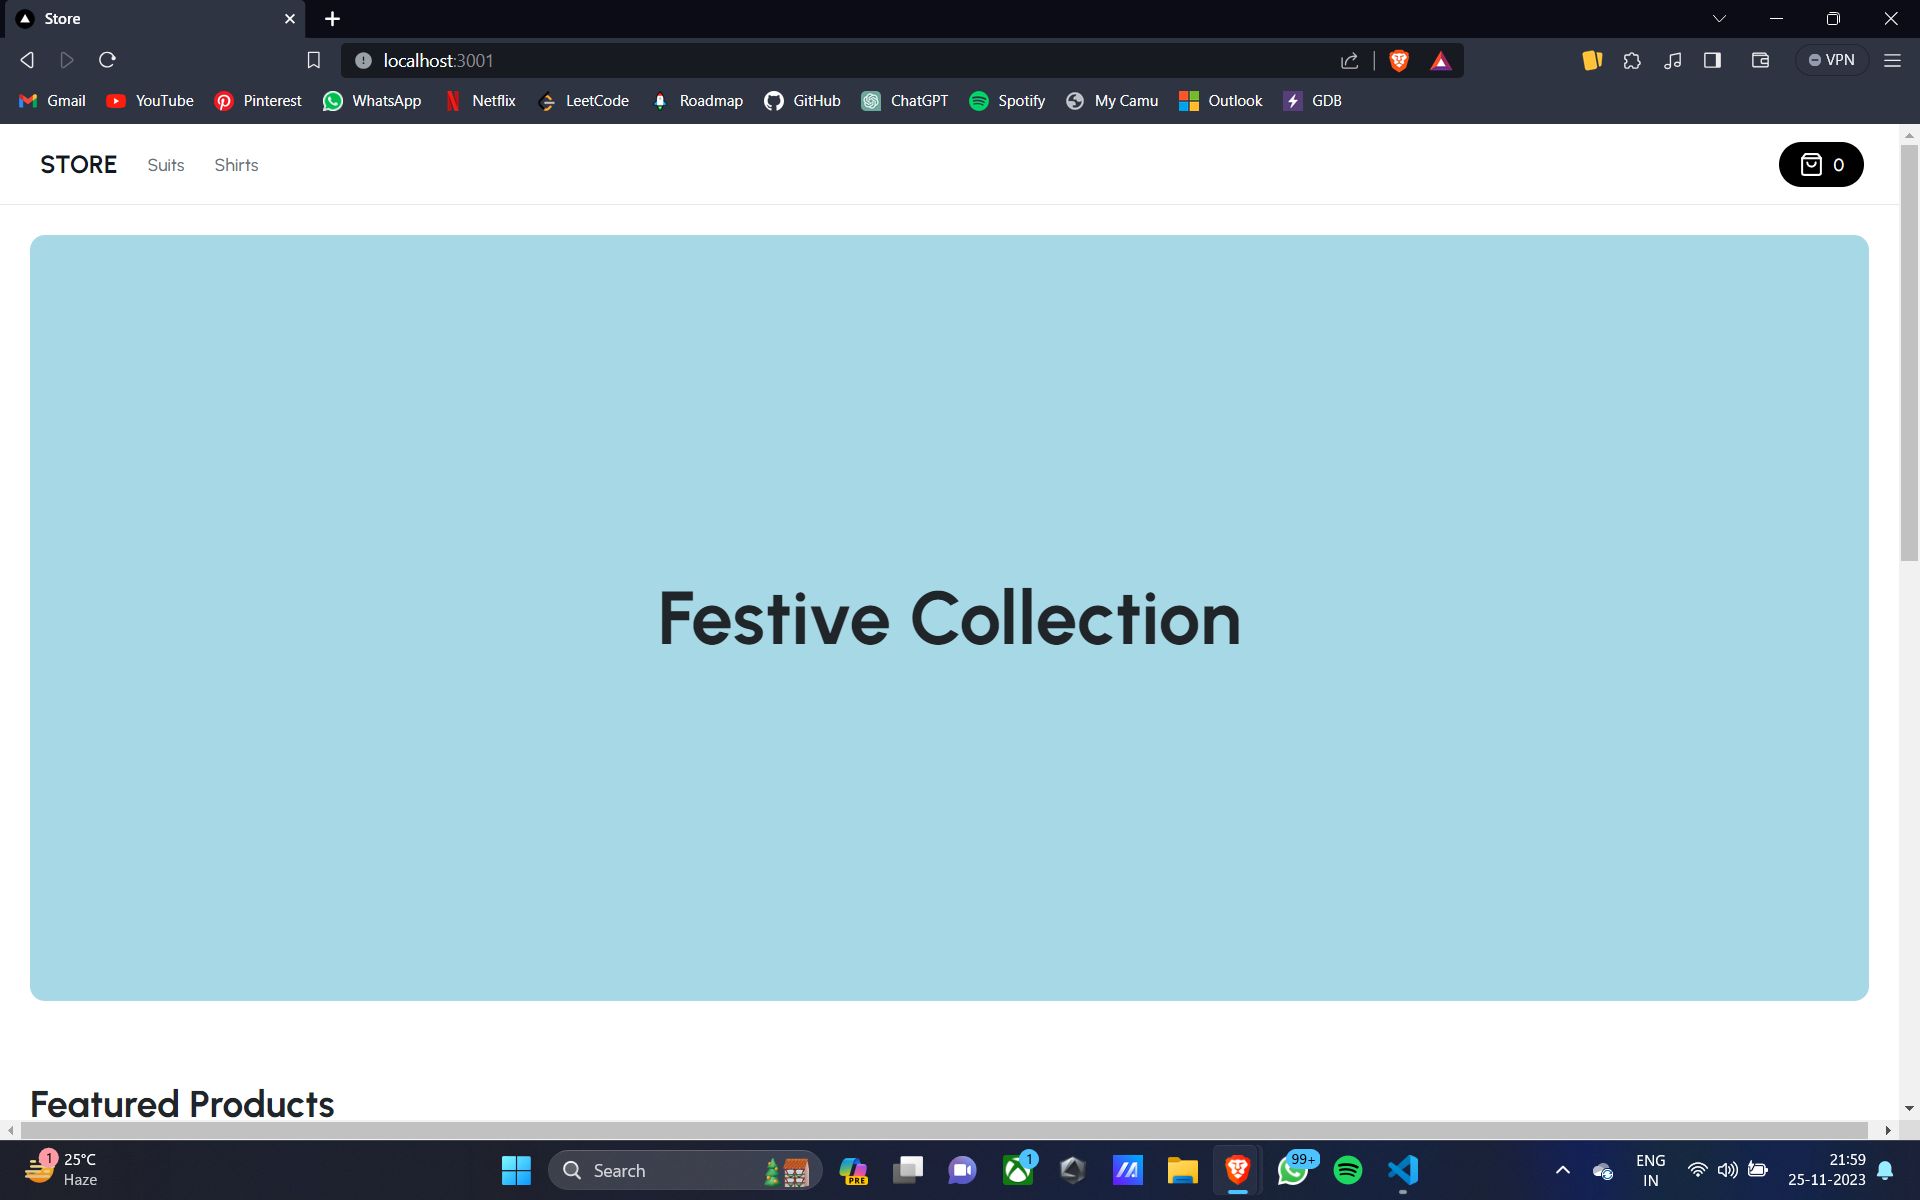 Store
localhost:3001
VPN
Gmail YouTube Pinterest WhatsApp Netflix LeetCode Roadmap GitHub ChatGPT Spotify My Camu Outlook GDB
STORE Suits Shirts 0
Festive Collection
Featured Products
1 25°C
Haze
Search
PRE
1
99+
ENG
IN
21:59
25-11-2023